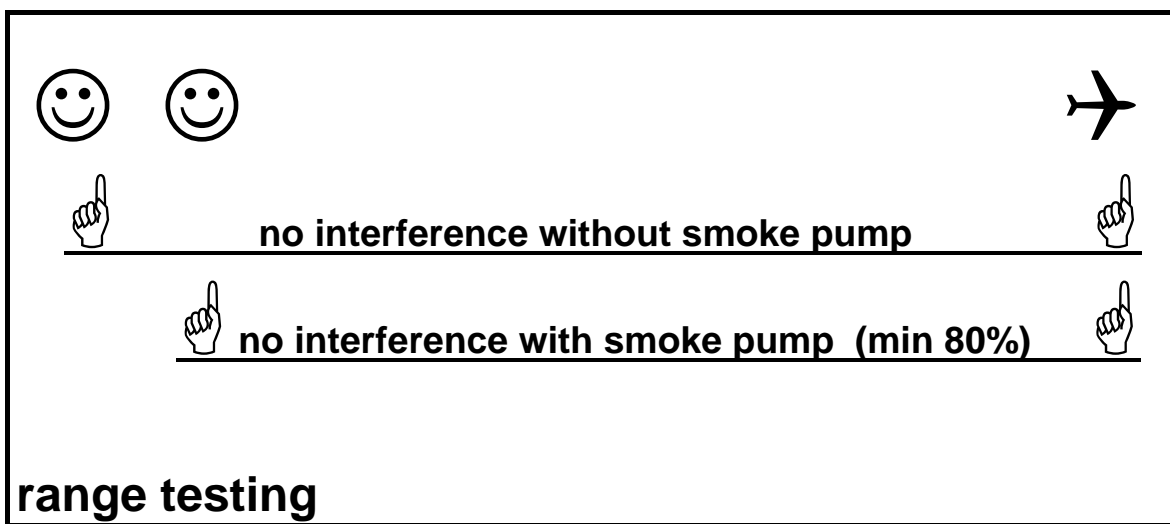 no interference without smoke pump
no interference with smoke pump (min 80%)
range testing